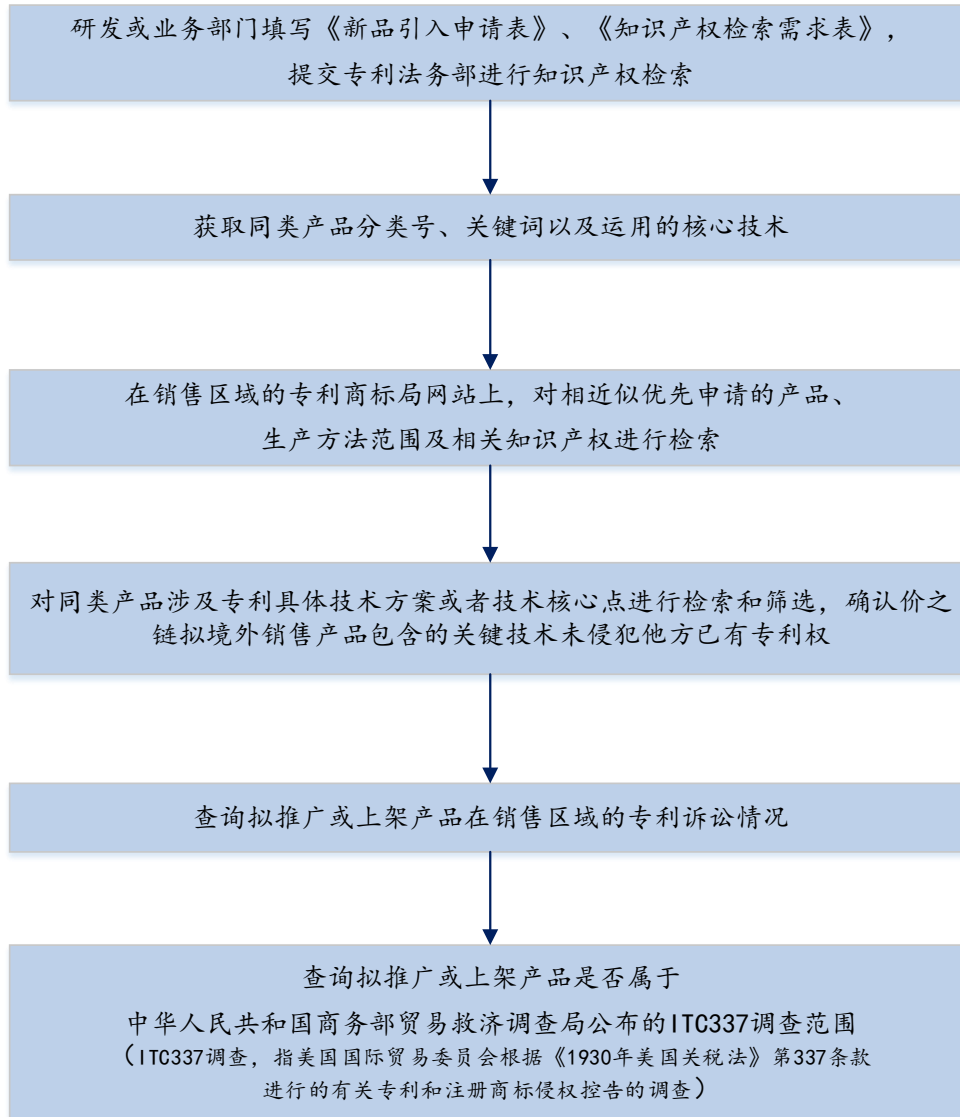 研发或业务部门填写《新品引入申请表》、《知识产权检索需求表》，
提交专利法务部进行知识产权检索
获取同类产品分类号、关键词以及运用的核心技术
在销售区域的专利商标局网站上，对相近似优先申请的产品、
生产方法范围及相关知识产权进行检索
对同类产品涉及专利具体技术方案或者技术核心点进行检索和筛选，确认价之
链拟境外销售产品包含的关键技术未侵犯他方已有专利权
查询拟推广或上架产品在销售区域的专利诉讼情况
查询拟推广或上架产品是否属于
中华人民共和国商务部贸易救济调查局公布的ITC337调查范围
（ITC337调查，指美国国际贸易委员会根据《1930年美国关税法》第337条款
进行的有关专利和注册商标侵权控告的调查）